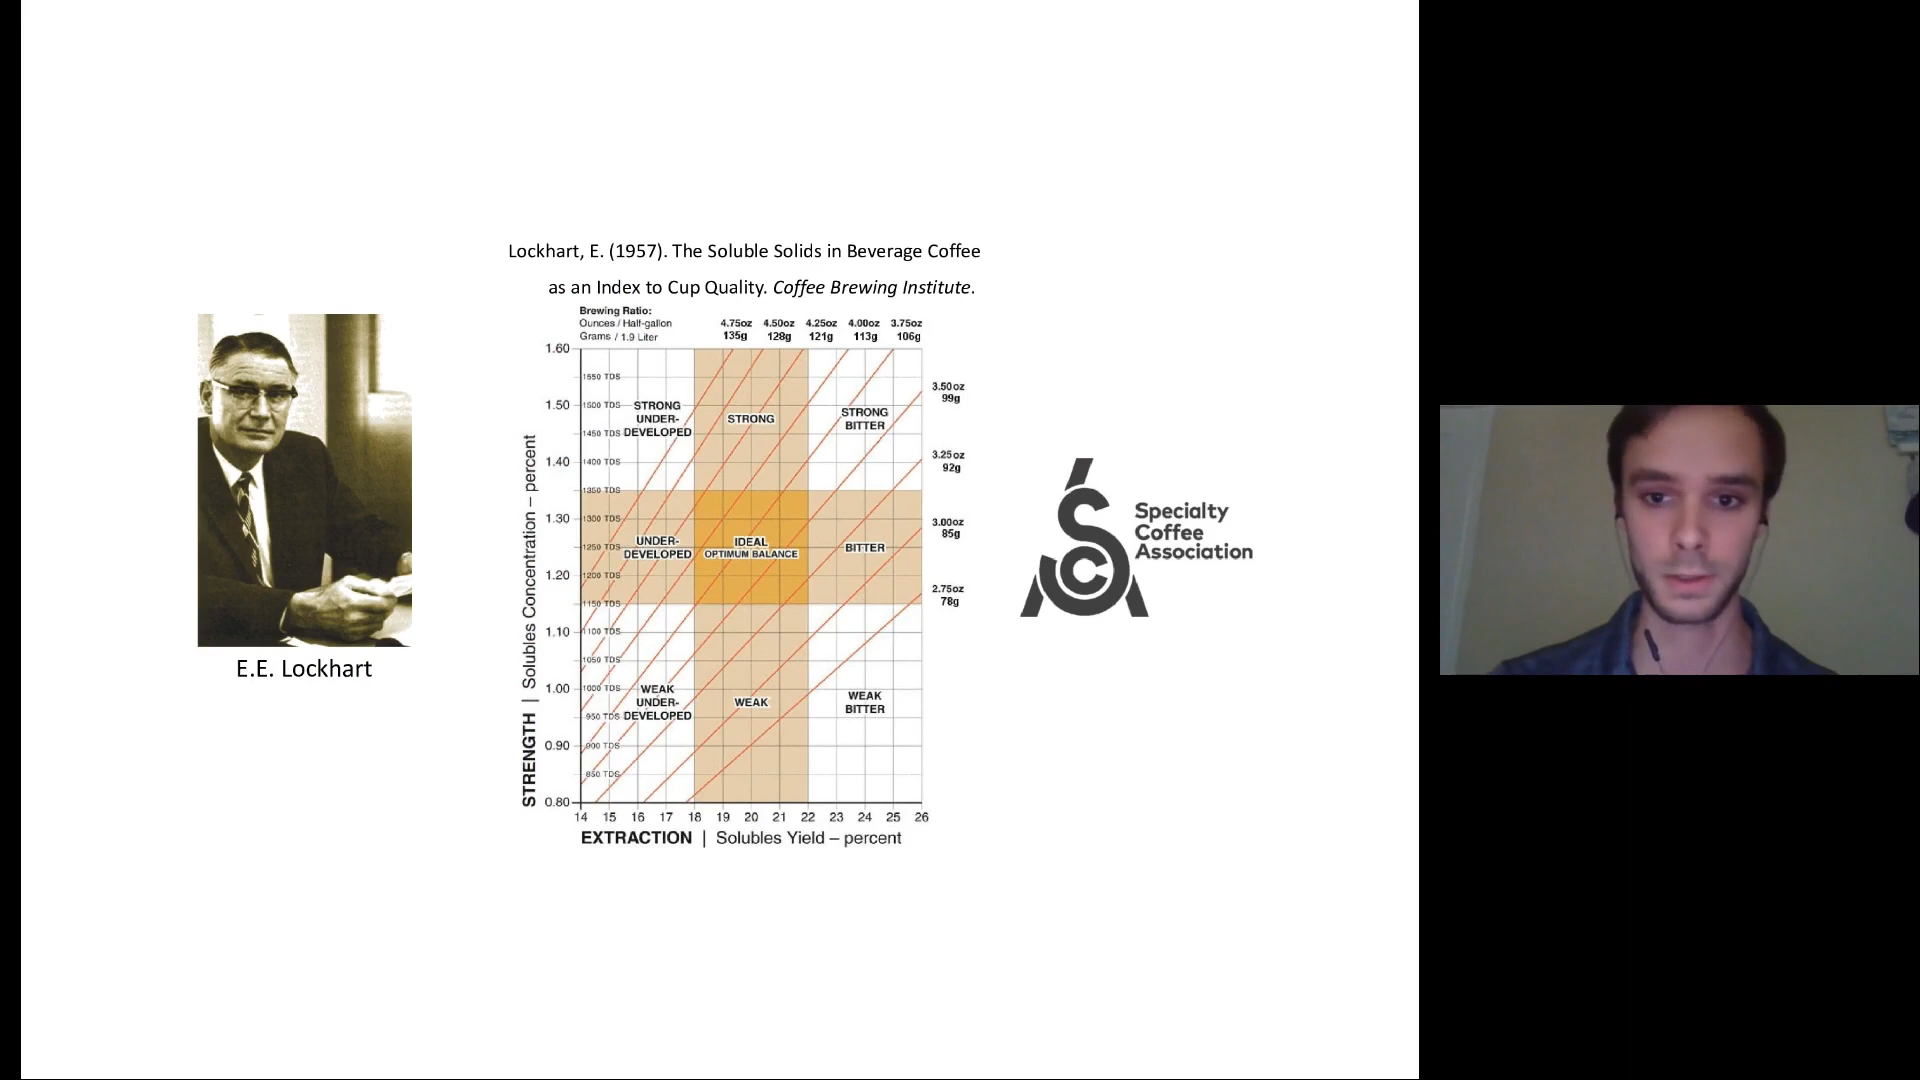 Lockhart, E. (1957). The Soluble Solids in Beverage Coffee
as an Index to Cup Quality. Coffee Brewing Institute.
Brewing Ratio:
Ounces / Half-gallon
Grams / 1.9 Liter
4.75oz 4.50oz 4.25oz 4.00oz 3.75oz
135g 128g 121g 113g 106g
1.60
1550 TDS
3.50oz
99g
1.50
1500 TDS
STRONG
UNDER-
DEVELOPED
STRONG
STRONG
BITTER
1450 TDS
3.25oz
92g
1.40
1400 TDS
1350 TDS
1.30
1300 TDS
3.00oz
85g
UNDER-
DEVELOPED
IDEAL
OPTIMUM BALANCE
BITTER
1250 TDS
1.20
1200 TDS
2.75oz
78g
1150 TDS
1.10
1100 TDS
1050 TDS
1.00
1000 TDS
WEAK
UNDER-
DEVELOPED
WEAK
WEAK
BITTER
950 TDS
0.90
900 TDS
850 TDS
0.80
14 15 16 17 18 19 20 21 22 23 24 25 26
EXTRACTION | Solubles Yield – percent
STRENGTH | Solubles Concentration – percent
E.E. Lockhart
SCA
Specialty
Coffee
Association